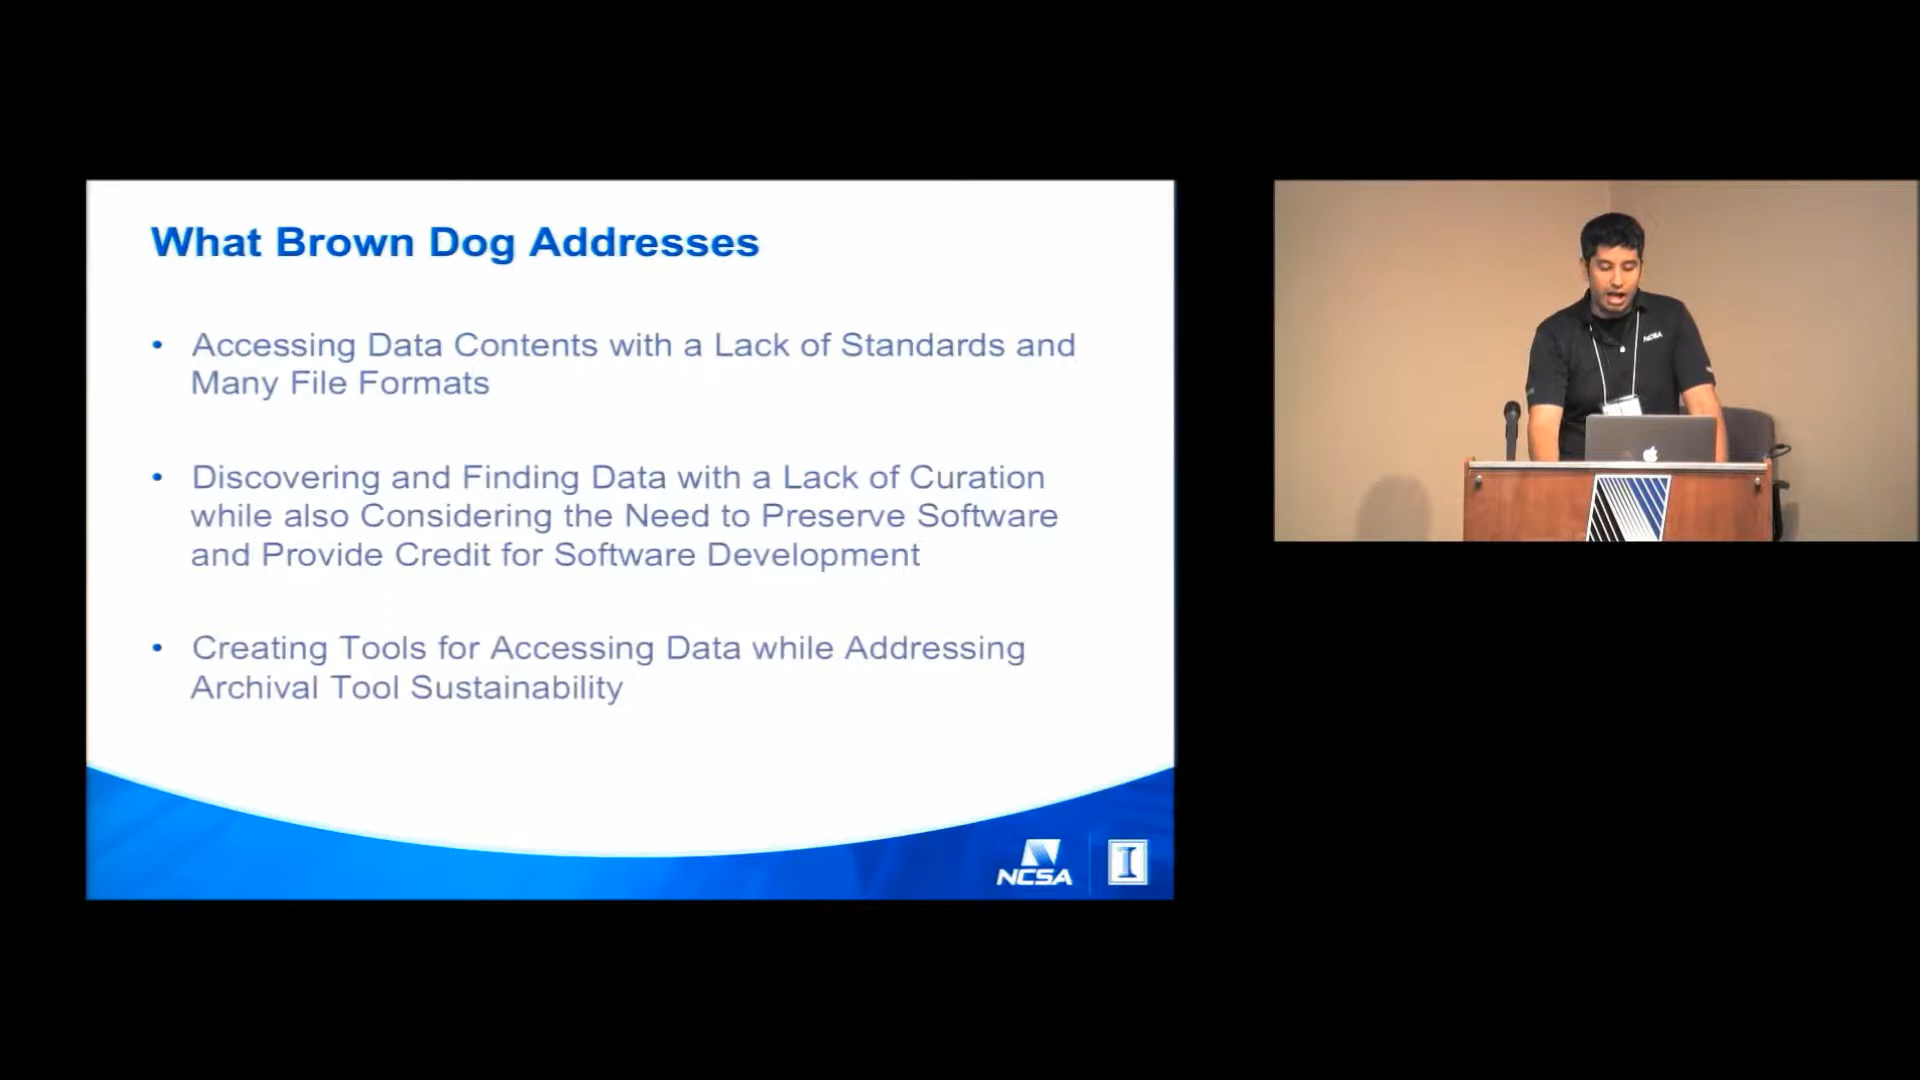 What Brown Dog Addresses
• Accessing Data Contents with a Lack of Standards and
Many File Formats
• Discovering and Finding Data with a Lack of Curation
while also Considering the Need to Preserve Software
and Provide Credit for Software Development
• Creating Tools for Accessing Data while Addressing
Archival Tool Sustainability
NCSA
I
NCSA